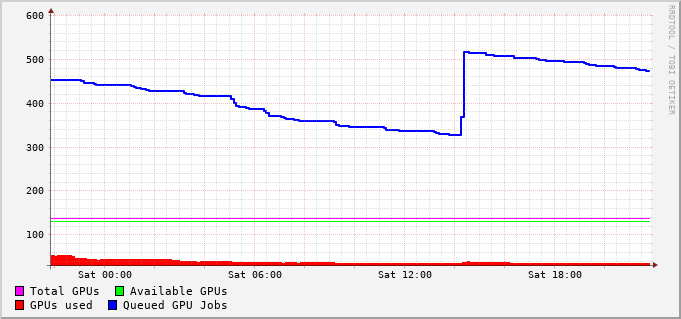 600
500
400
300
200
100
Sat 00:00 Sat 06:00 Sat 12:00 Sat 18:00
Total GPUs Available GPUs
GPUs used Queued GPU Jobs
RRDTOOL / TOBI OETIKER